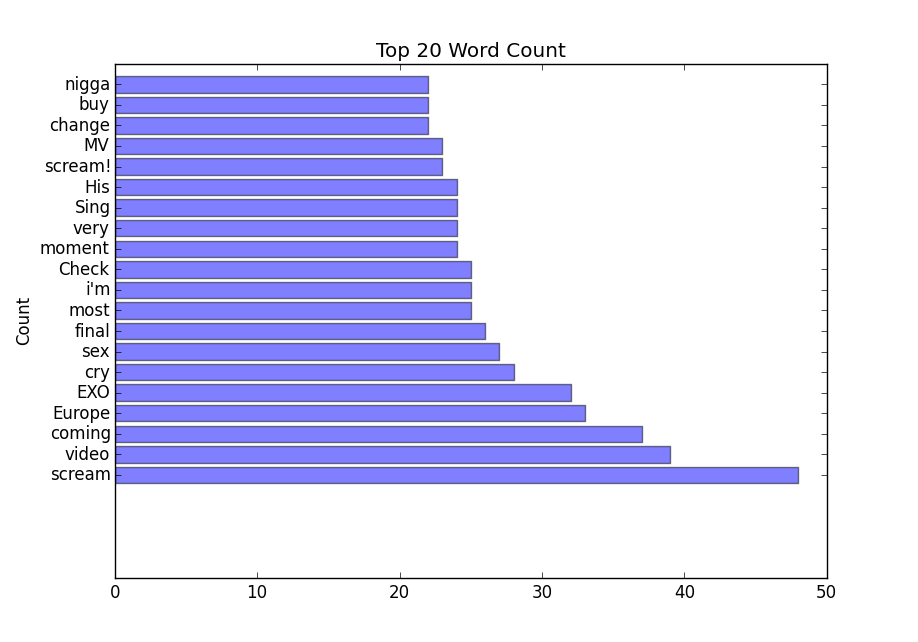 Top 20 Word Count
nigga
buy
change
MV
scream!
His
Sing
very
moment
Check
i'm
most
final
sex
cry
EXO
Europe
coming
video
scream
Count
0 10 20 30 40 50